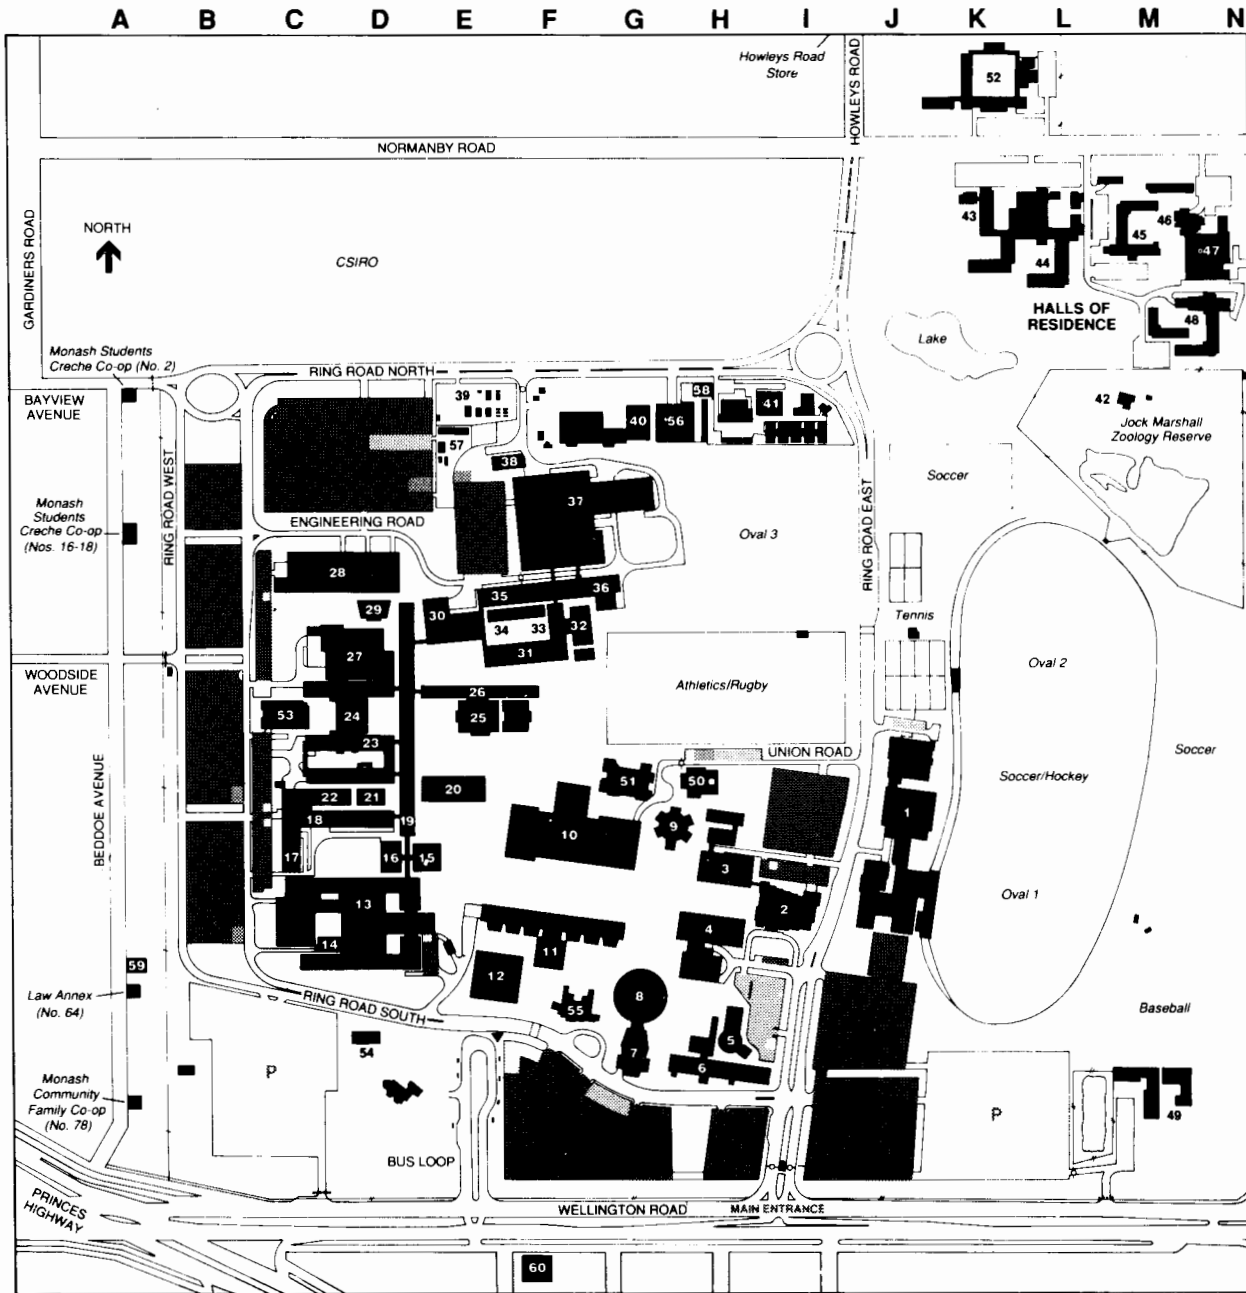 A B C D E F G H I J K L M N
Howleys Road
Store
HOWLEYS ROAD
52
NORMANBY ROAD
GARDINERS ROAD
NORTH
CSIRO
43
44
45
46
47
48
HALLS OF
RESIDENCE
Lake
Monash Students
Creche Co-op (No. 2)
RING ROAD NORTH
BAYVIEW
AVENUE
39
40
56
58
41
42
Jock Marshall
Zoology Reserve
57
38
37
Soccer
RING ROAD WEST
Monash
Students
Creche Co-op
(Nos. 16-18)
ENGINEERING ROAD
Oval 3
RING ROAD EAST
28
29
30
35
36
34
33
32
31
Tennis
27
WOODSIDE
AVENUE
26
Athletics/Rugby
Oval 2
53
24
25
23
UNION ROAD
Soccer
BEDDOE AVENUE
51
50
Soccer/Hockey
22
21
20
18
19
10
9
1
17
16
15
3
13
2
Oval 1
14
4
11
12
59
Law Annex
(No. 64)
RING ROAD SOUTH
55
8
Baseball
54
5
7
6
P
P
Monash
Community
Family Co-op
(No. 78)
49
BUS LOOP
PRINCES
HIGHWAY
WELLINGTON ROAD
MAIN ENTRANCE
60